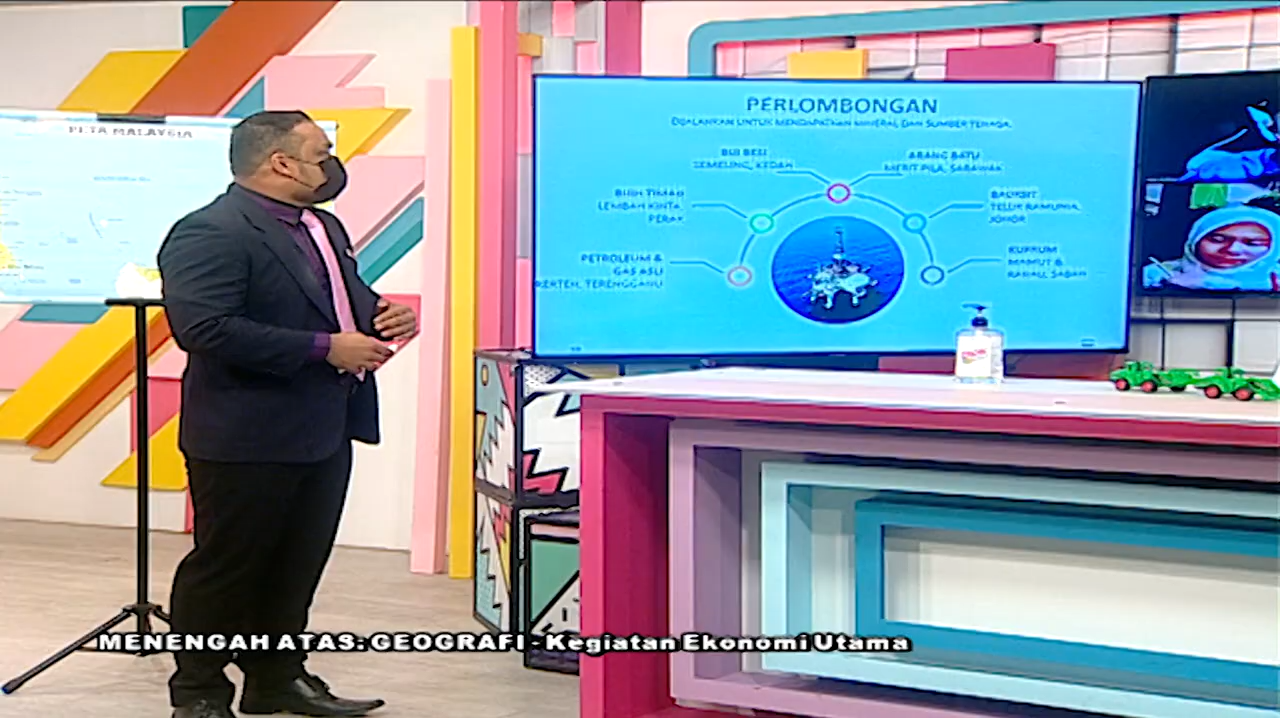 PETA MALAYSIA
PERLOMBONGAN
DIJALANKAN UNTUK MENDAPATKAN MINERAL DAN SUMBER TENAGA.
BIJI BESI
SEMELING, KEDAH
ARANG BATU
MERIT PILA, SARAWAK
BIJIH TIMAH
LEMBAH KINTA,
PERAK
BAUKSIT
TELUK RAMUNIA,
JOHOR
PETROLEUM &
GAS ASLI
KERTEH, TERENGGANU
KUPRUM
MAMUT &
RANAU, SABAH
MENENGAH ATAS: GEOGRAFI - Kegiatan Ekonomi Utama